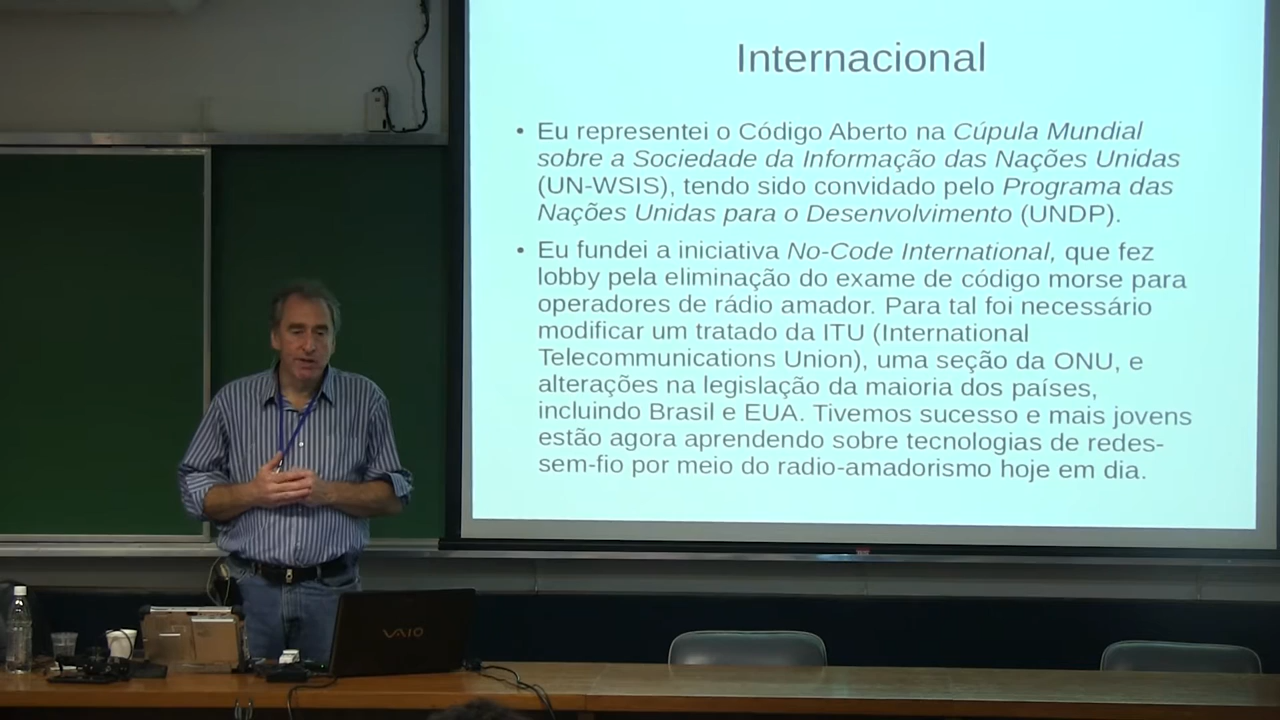 Internacional
• Eu representei o Código Aberto na Cúpula Mundial
sobre a Sociedade da Informação das Nações Unidas
(UN-WSIS), tendo sido convidado pelo Programa das
Nações Unidas para o Desenvolvimento (UNDP).
• Eu fundei a iniciativa No-Code International, que fez
lobby pela eliminação do exame de código morse para
operadores de rádio amador. Para tal foi necessário
modificar um tratado da ITU (International
Telecommunications Union), uma seção da ONU, e
alterações na legislação da maioria dos países,
incluindo Brasil e EUA. Tivemos sucesso e mais jovens
estão agora aprendendo sobre tecnologias de redes-
sem-fio por meio do radio-amadorismo hoje em dia.
VAIO